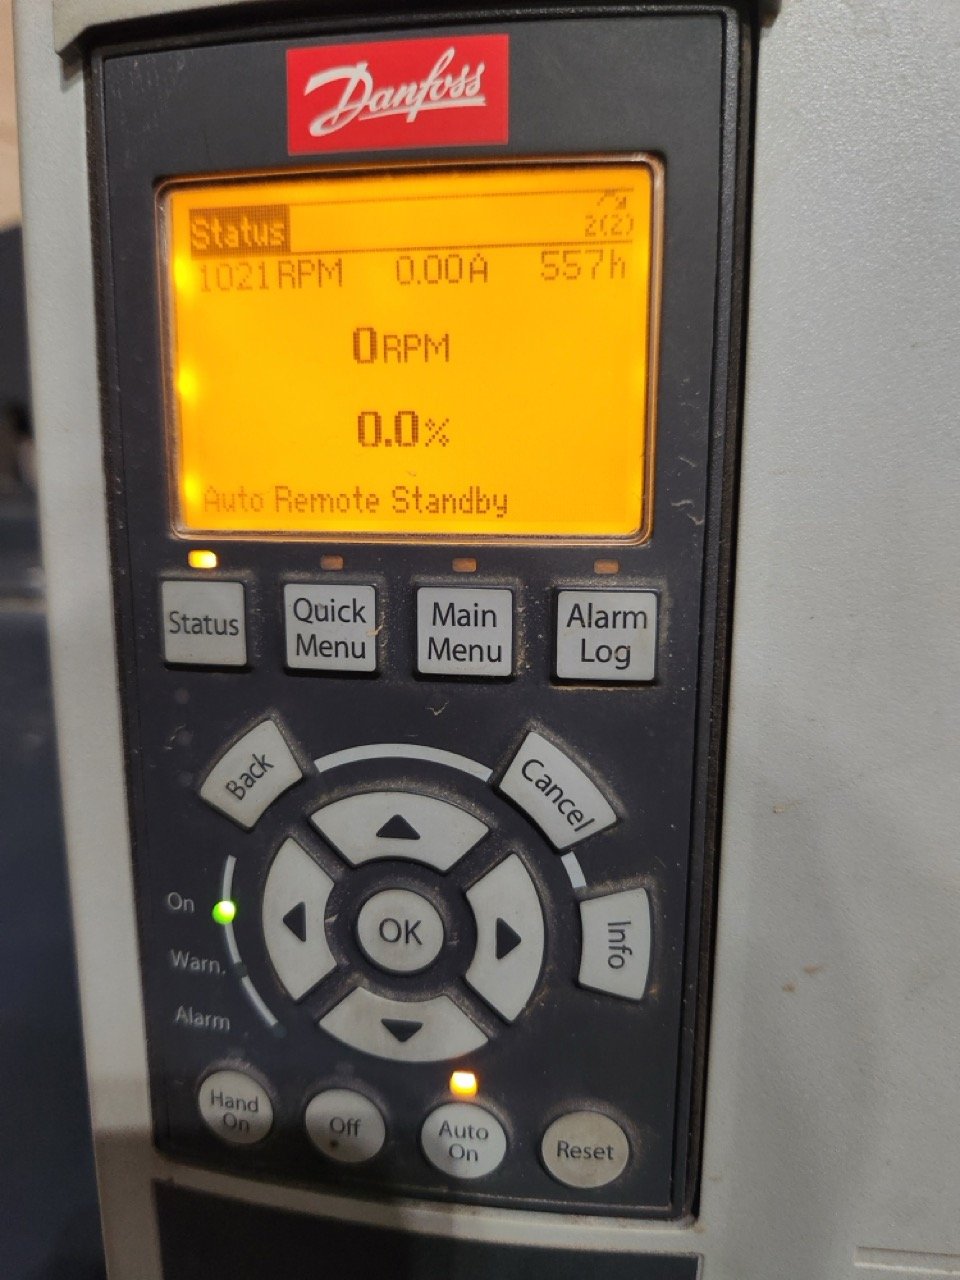 Danfoss
Status
2(2)
1021RPM 0.00A 557h
0RPM
0.0%
Auto Remote Standby
Status
Quick
Menu
Main
Menu
Alarm
Log
Back
Cancel
On
OK
Info
Warn.
Alarm
Hand
On
Off
Auto
On
Reset